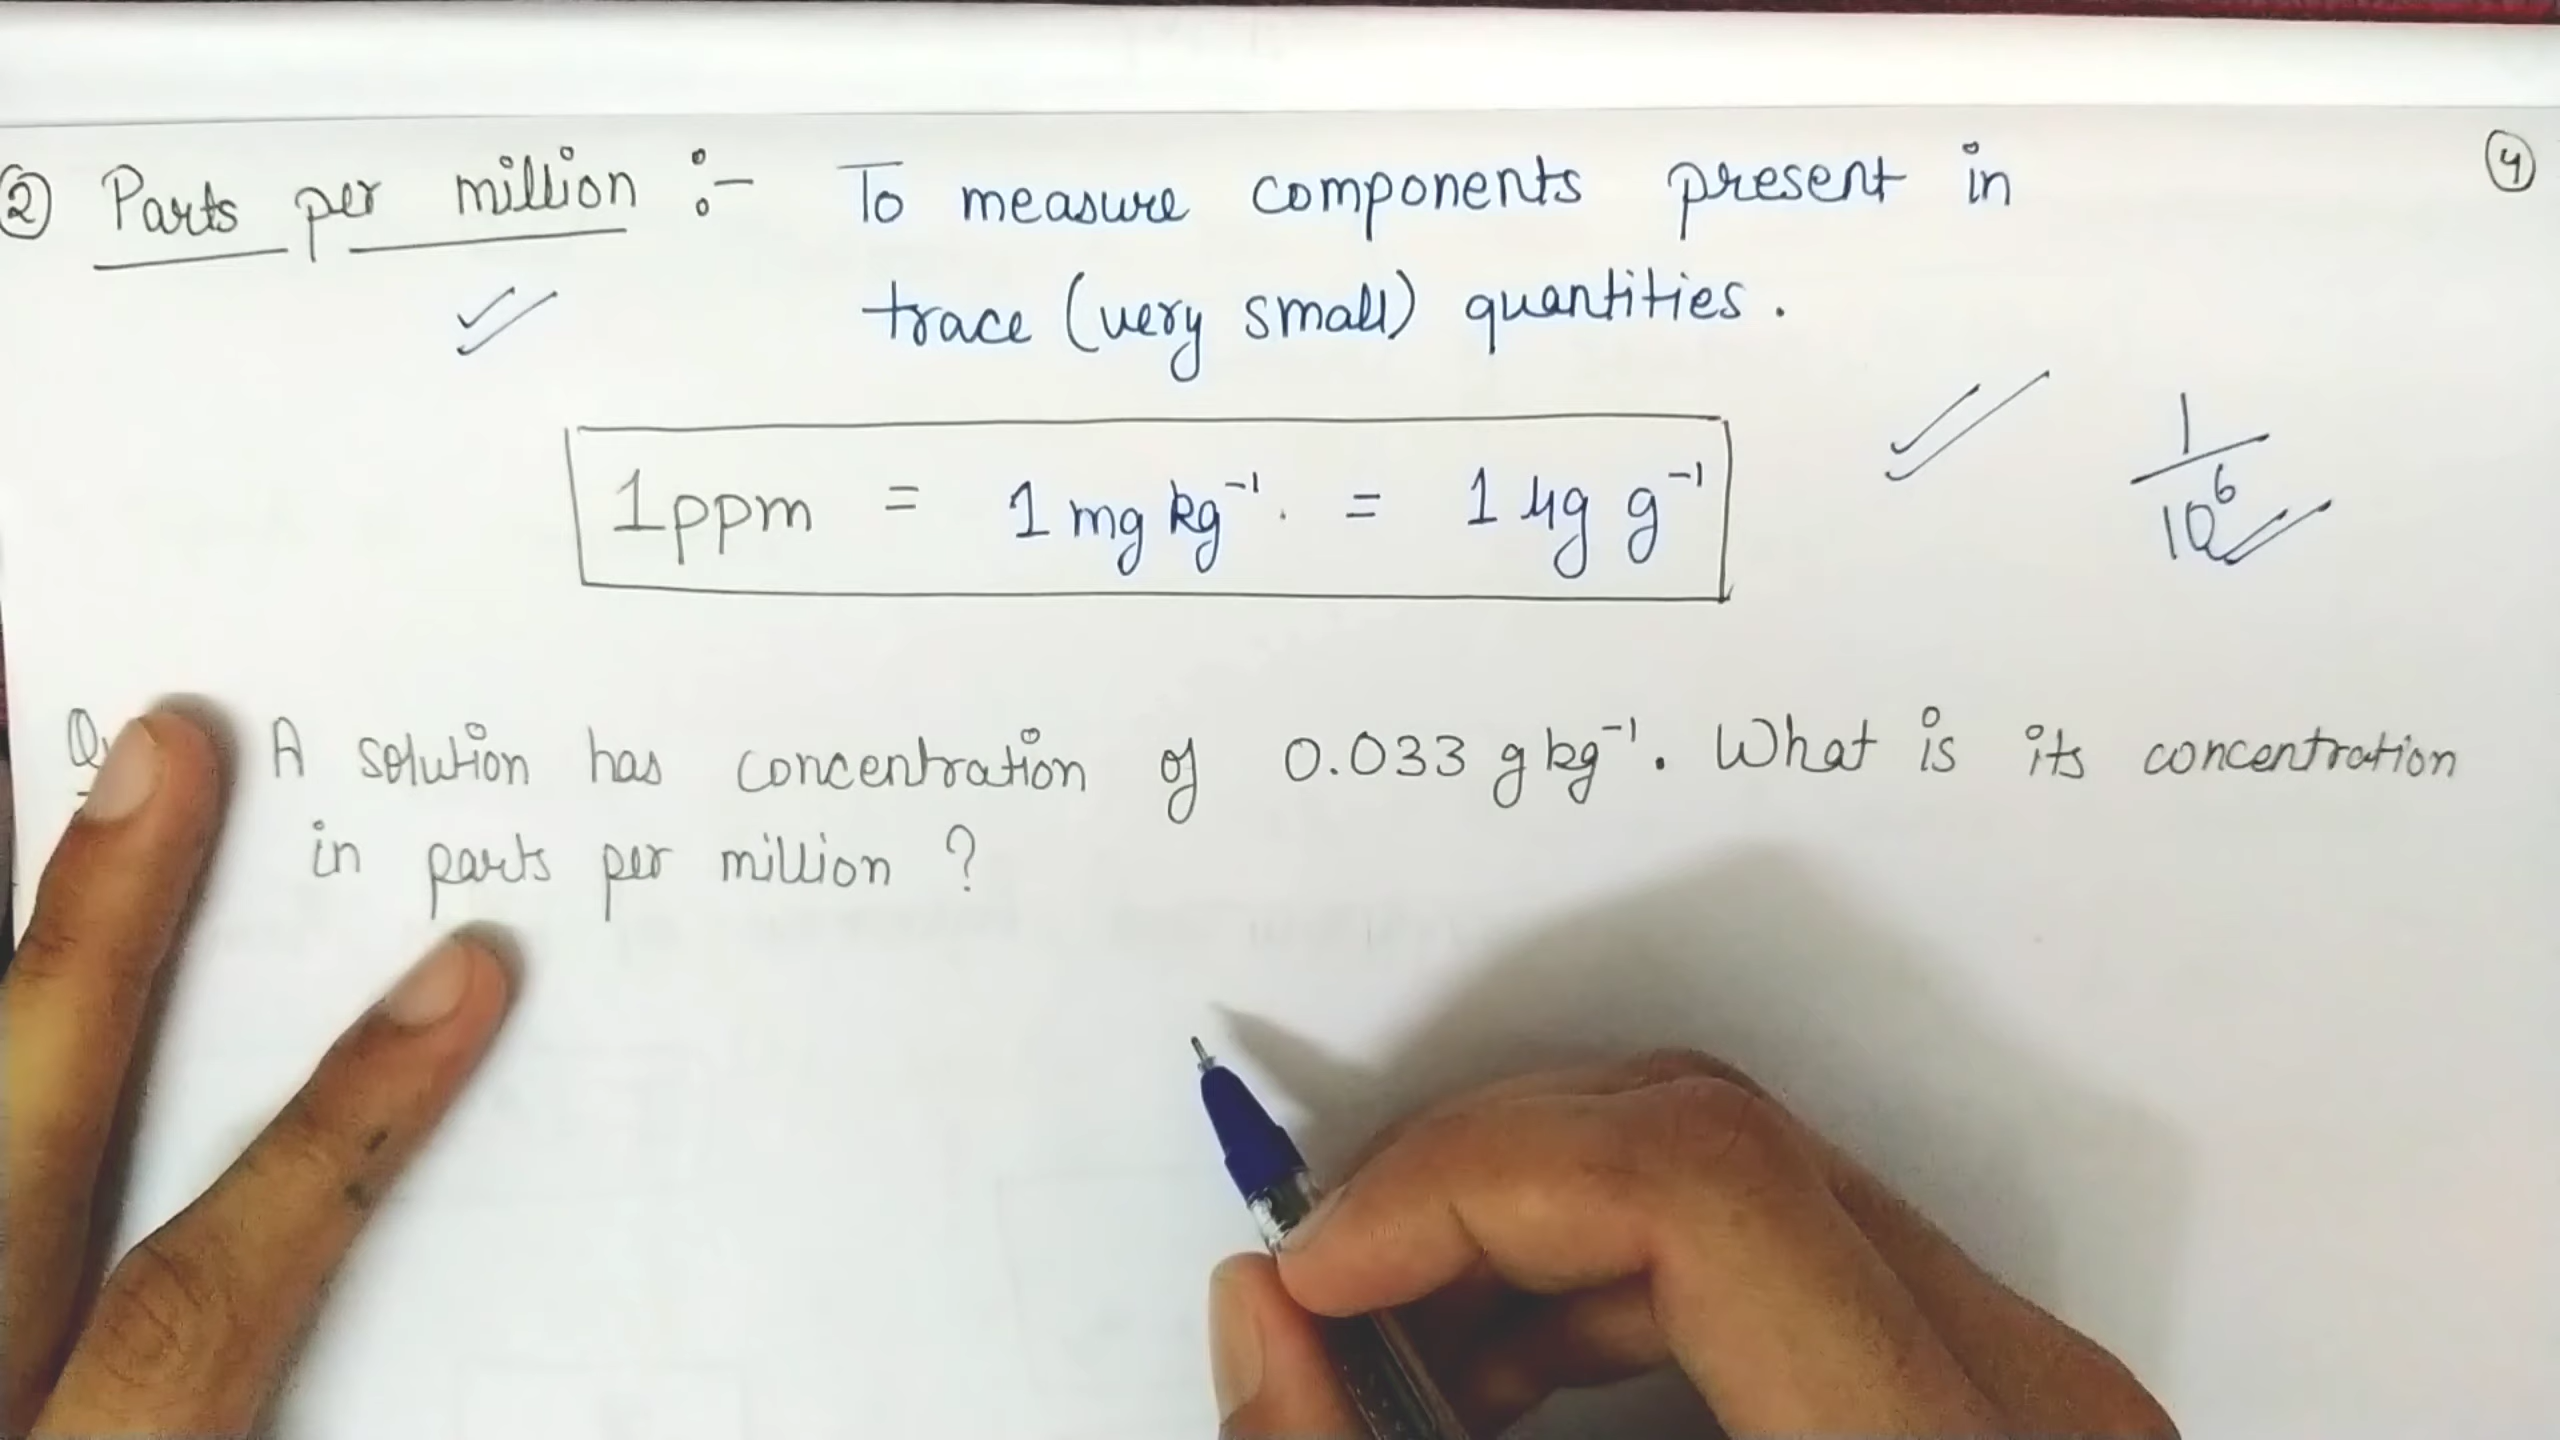 ② Parts per million :- To measure components present in
④
trace (very small) quantities.
1ppm = 1 mg kg⁻¹. = 1 μg g⁻¹
1
10⁶
A solution has concentration of 0.033 g kg⁻¹. What is its concentration
in parts per million ?